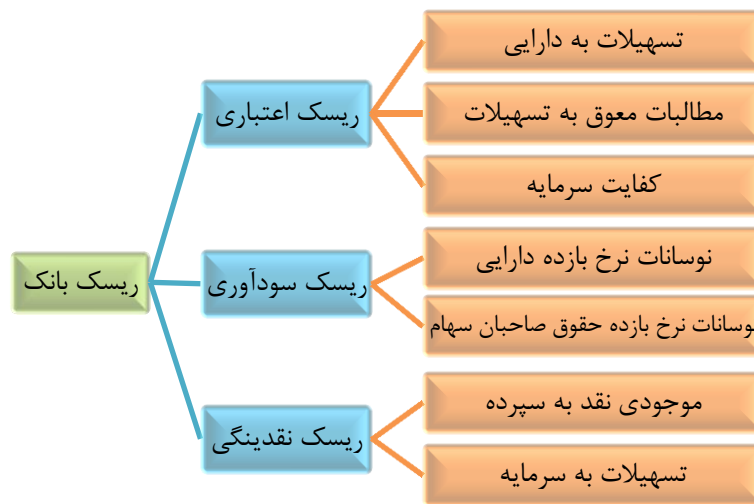 ریسک بانک
ریسک اعتباری
تسهیلات به دارایی
مطالبات معوق به تسهیلات
کفایت سرمایه
ریسک سودآوری
نوسانات نرخ بازده دارایی
نوسانات نرخ بازده حقوق صاحبان سهام
ریسک نقدینگی
موجودی نقد به سپرده
تسهیلات به سرمایه